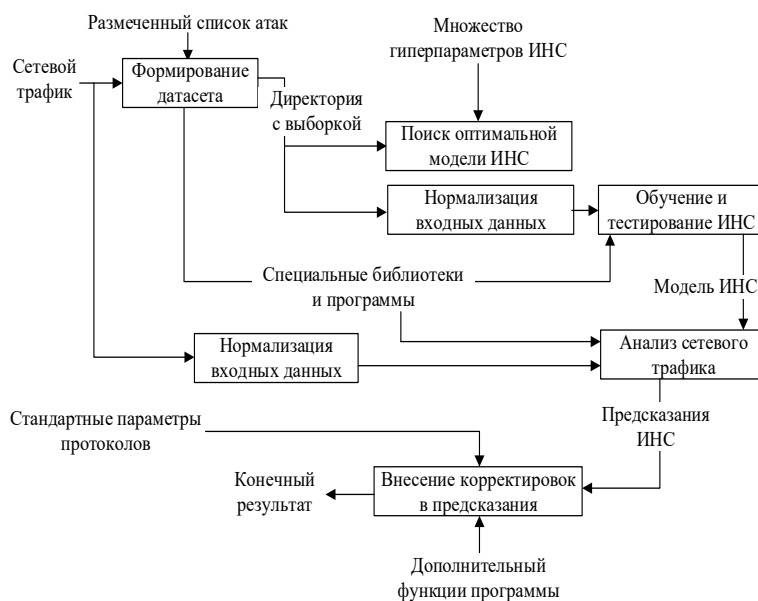 Размеченный список атак
Множество
гиперпараметров ИНС
Сетевой
трафик
Формирование
датасета
Директория
с выборкой
Поиск оптимальной
модели ИНС
Нормализация
входных данных
Обучение и
тестирование ИНС
Специальные библиотеки
и программы
Модель ИНС
Нормализация
входных данных
Анализ сетевого
трафика
Стандартные параметры
протоколов
Предсказания
ИНС
Конечный
результат
Внесение корректировок
в предсказания
Дополнительный
функции программы